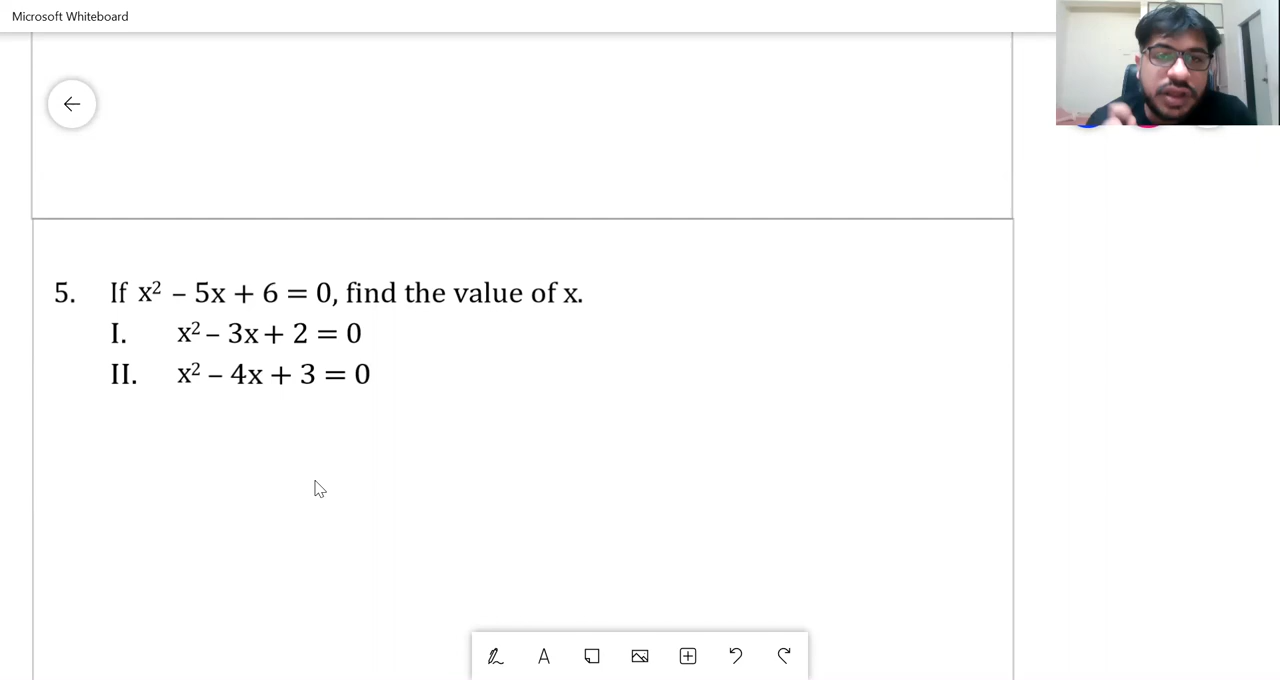 Microsoft Whiteboard
5. If x² – 5x + 6 = 0, find the value of x.
I. x² – 3x + 2 = 0
II. x² – 4x + 3 = 0
A